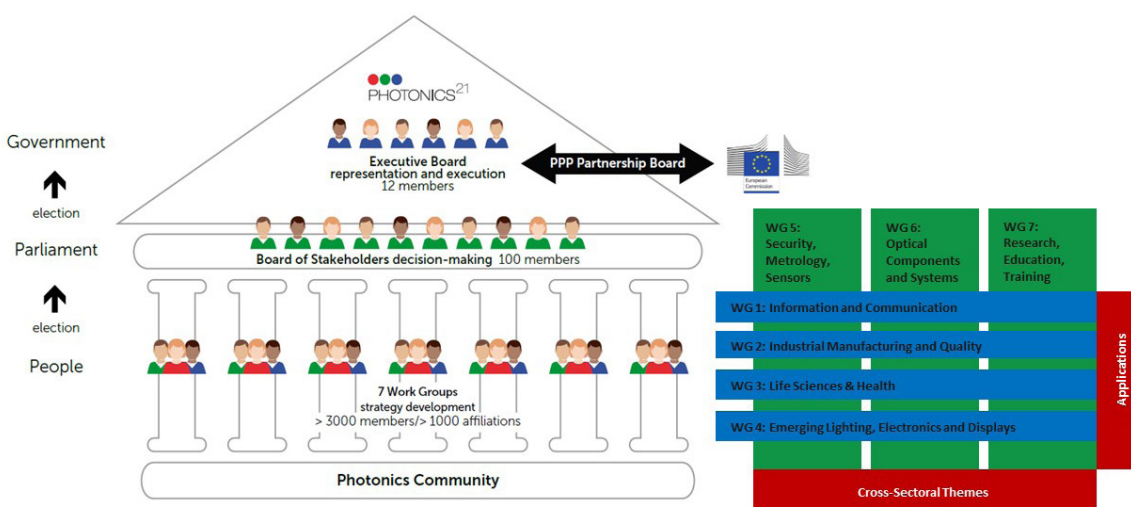 PHOTONICS21
Government
Executive Board
representation and execution
12 members
PPP Partnership Board
European
Commission
election
Parliament
Board of Stakeholders decision-making 100 members
election
People
7 Work Groups
strategy development
> 3000 members/> 1000 affiliations
Photonics Community
WG 5:
Security,
Metrology,
Sensors
WG 6:
Optical
Components
and Systems
WG 7:
Research,
Education,
Training
WG 1: Information and Communication
WG 2: Industrial Manufacturing and Quality
WG 3: Life Sciences & Health
WG 4: Emerging Lighting, Electronics and Displays
Applications
Cross-Sectoral Themes